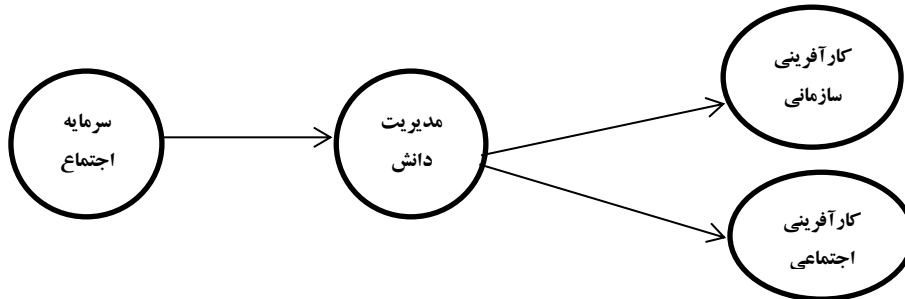 سرمایه
اجتماع
مدیریت
دانش
کارآفرینی
سازمانی
کارآفرینی
اجتماعی